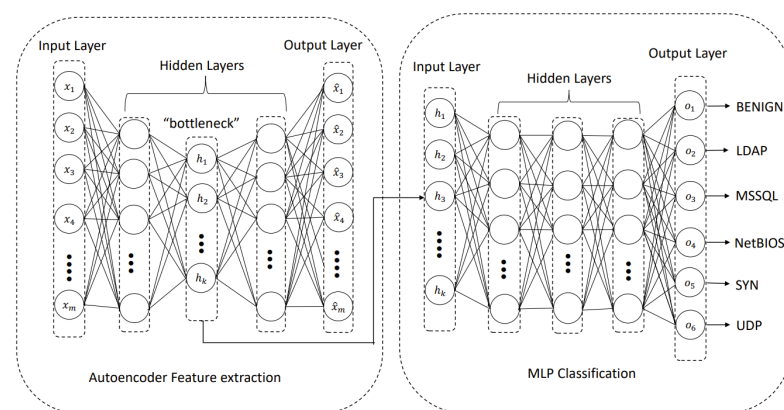 Input Layer
Output Layer
Hidden Layers
"bottleneck"
x₁
x₂
x₃
x₄
xₘ
h₁
h₂
hₖ
x̂₁
x̂₂
x̂₃
x̂₄
x̂ₘ
Autoencoder Feature extraction
Input Layer
Output Layer
Hidden Layers
h₁
h₂
h₃
hₖ
o₁
o₂
o₃
o₄
o₅
o₆
BENIGN
LDAP
MSSQL
NetBIOS
SYN
UDP
MLP Classification